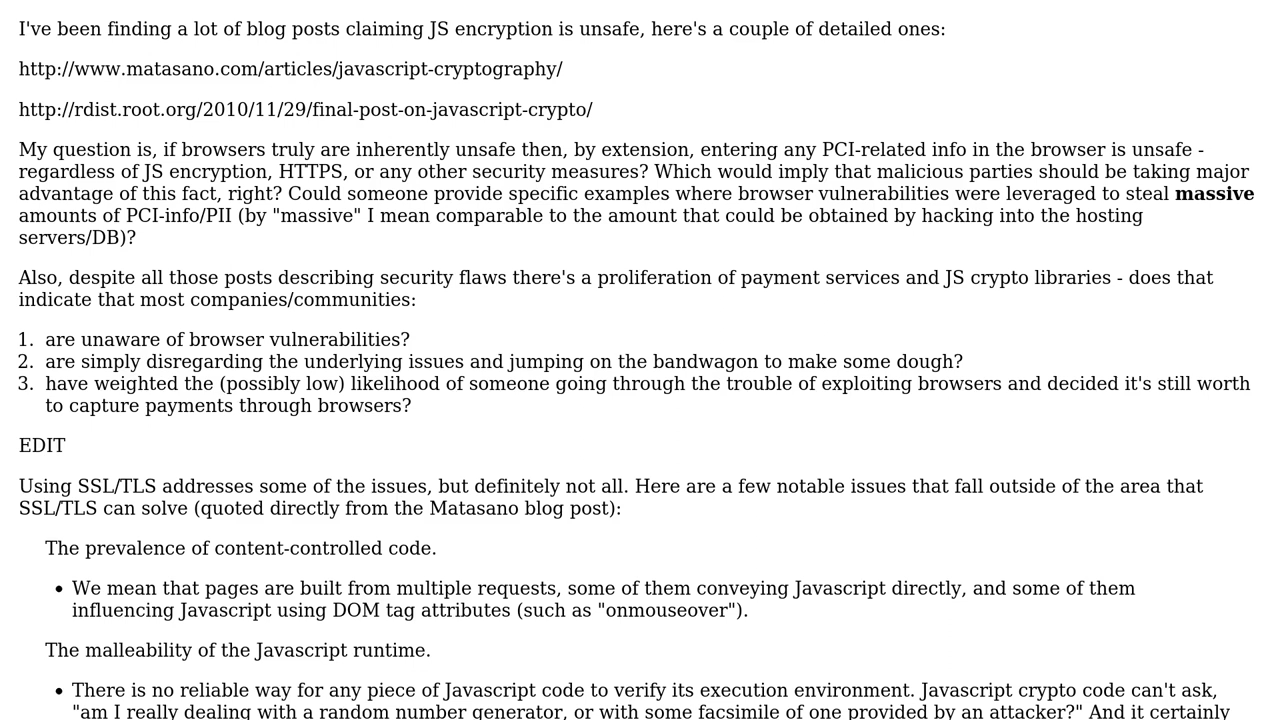 I've been finding a lot of blog posts claiming JS encryption is unsafe, here's a couple of detailed ones:
http://www.matasano.com/articles/javascript-cryptography/
http://rdist.root.org/2010/11/29/final-post-on-javascript-crypto/
My question is, if browsers truly are inherently unsafe then, by extension, entering any PCI-related info in the browser is unsafe -
regardless of JS encryption, HTTPS, or any other security measures? Which would imply that malicious parties should be taking major
advantage of this fact, right? Could someone provide specific examples where browser vulnerabilities were leveraged to steal massive
amounts of PCI-info/PII (by "massive" I mean comparable to the amount that could be obtained by hacking into the hosting
servers/DB)?
Also, despite all those posts describing security flaws there's a proliferation of payment services and JS crypto libraries - does that
indicate that most companies/communities:
1. are unaware of browser vulnerabilities?
2. are simply disregarding the underlying issues and jumping on the bandwagon to make some dough?
3. have weighted the (possibly low) likelihood of someone going through the trouble of exploiting browsers and decided it's still worth
to capture payments through browsers?
EDIT
Using SSL/TLS addresses some of the issues, but definitely not all. Here are a few notable issues that fall outside of the area that
SSL/TLS can solve (quoted directly from the Matasano blog post):
The prevalence of content-controlled code.
• We mean that pages are built from multiple requests, some of them conveying Javascript directly, and some of them
influencing Javascript using DOM tag attributes (such as "onmouseover").
The malleability of the Javascript runtime.
• There is no reliable way for any piece of Javascript code to verify its execution environment. Javascript crypto code can't ask,
"am I really dealing with a random number generator, or with some facsimile of one provided by an attacker?" And it certainly